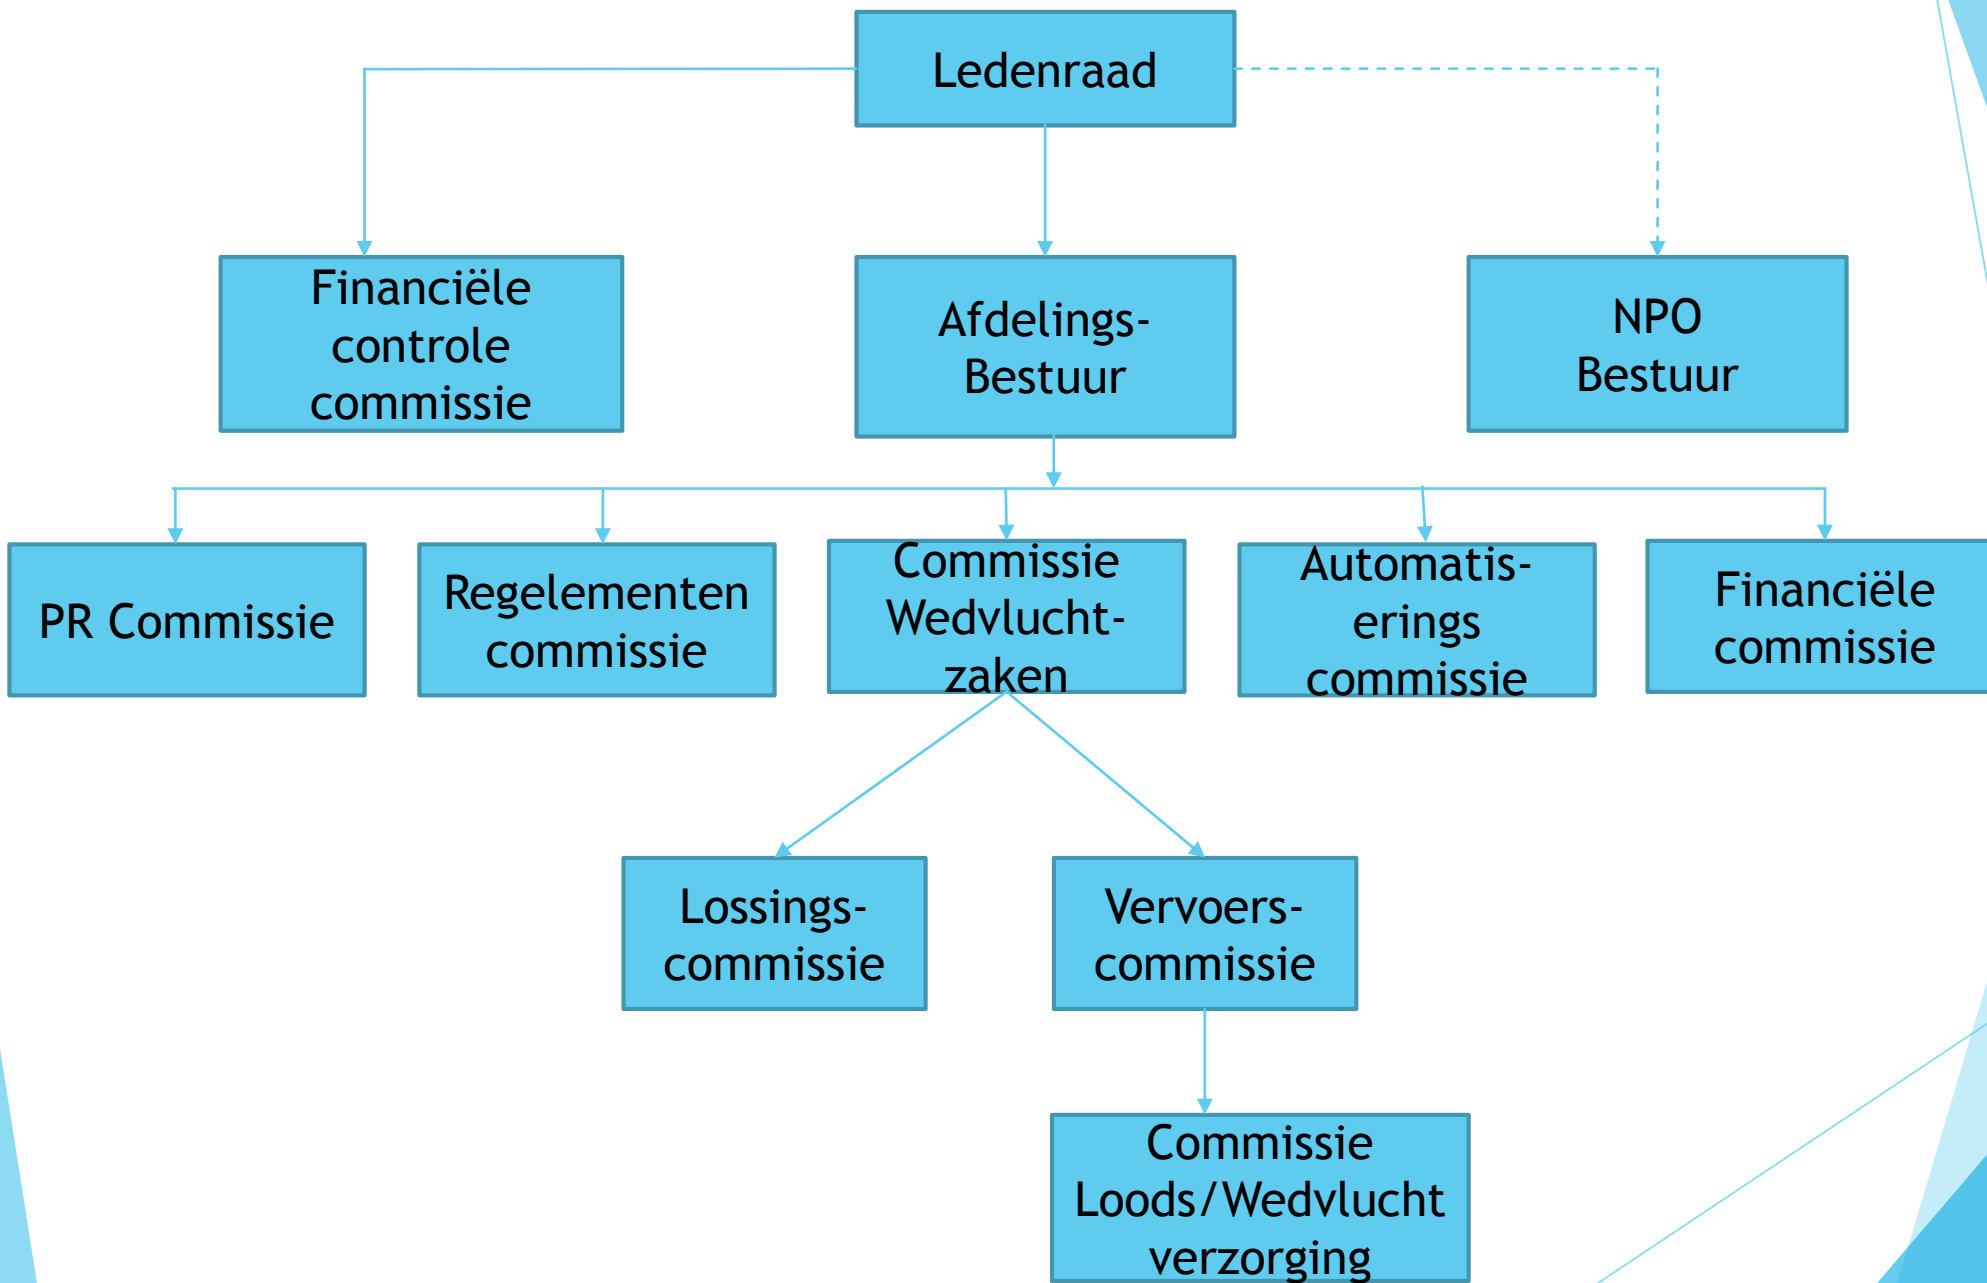 Ledenraad
Financiële
controle
commissie
Afdelings-
Bestuur
NPO
Bestuur
PR Commissie
Regelementen
commissie
Commissie
Wedvlucht-
zaken
Automatis-
erings
commissie
Financiële
commissie
Lossings-
commissie
Vervoers-
commissie
Commissie
Loods/Wedvlucht
verzorging